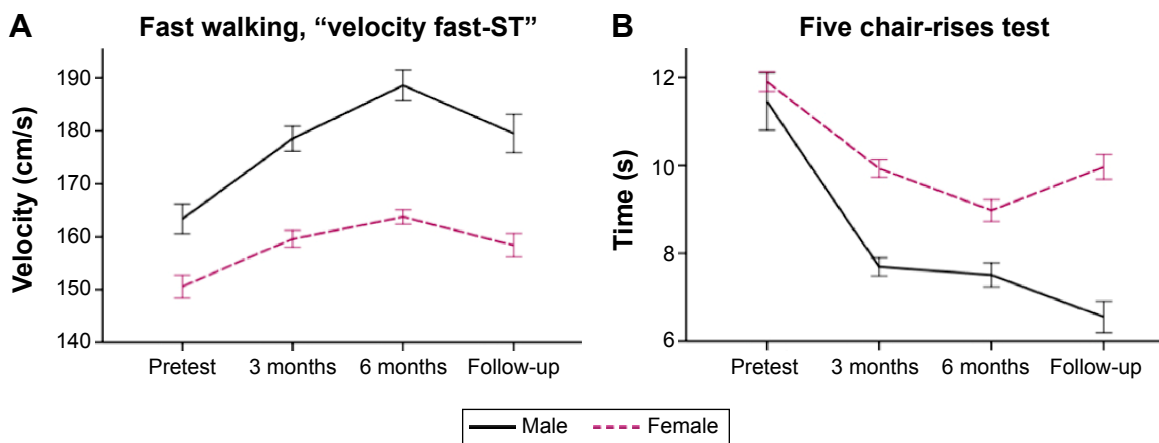 A
Fast walking, “velocity fast-ST”
Velocity (cm/s)
190
180
163
160
150
140
Pretest 3 months 6 months Follow-up
B
Five chair-rises test
Time (s)
12
10
8
6
Pretest 3 months 6 months Follow-up
Male Female